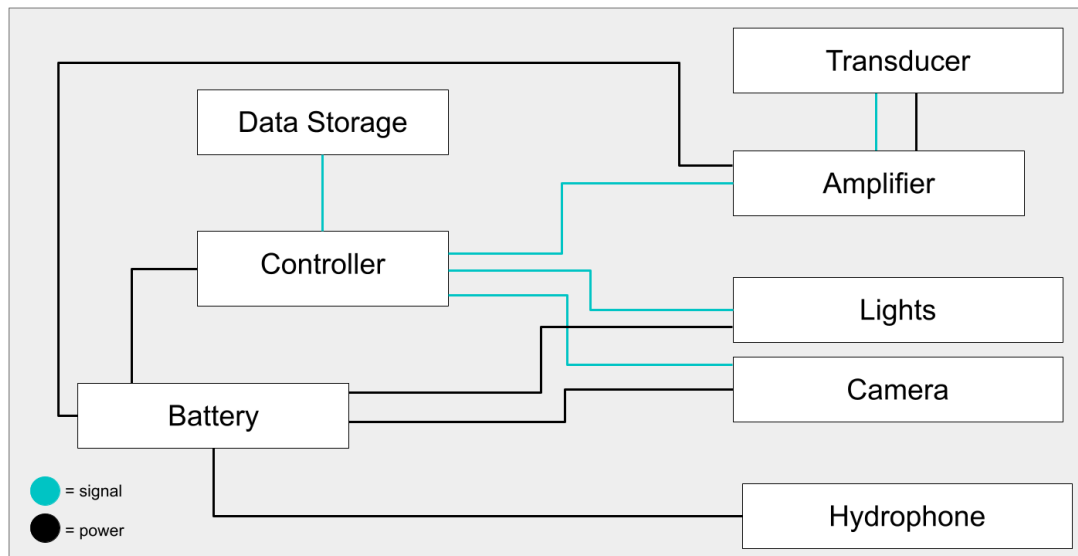 Transducer
Data Storage
Amplifier
Controller
Lights
Camera
Battery
= signal
= power
Hydrophone